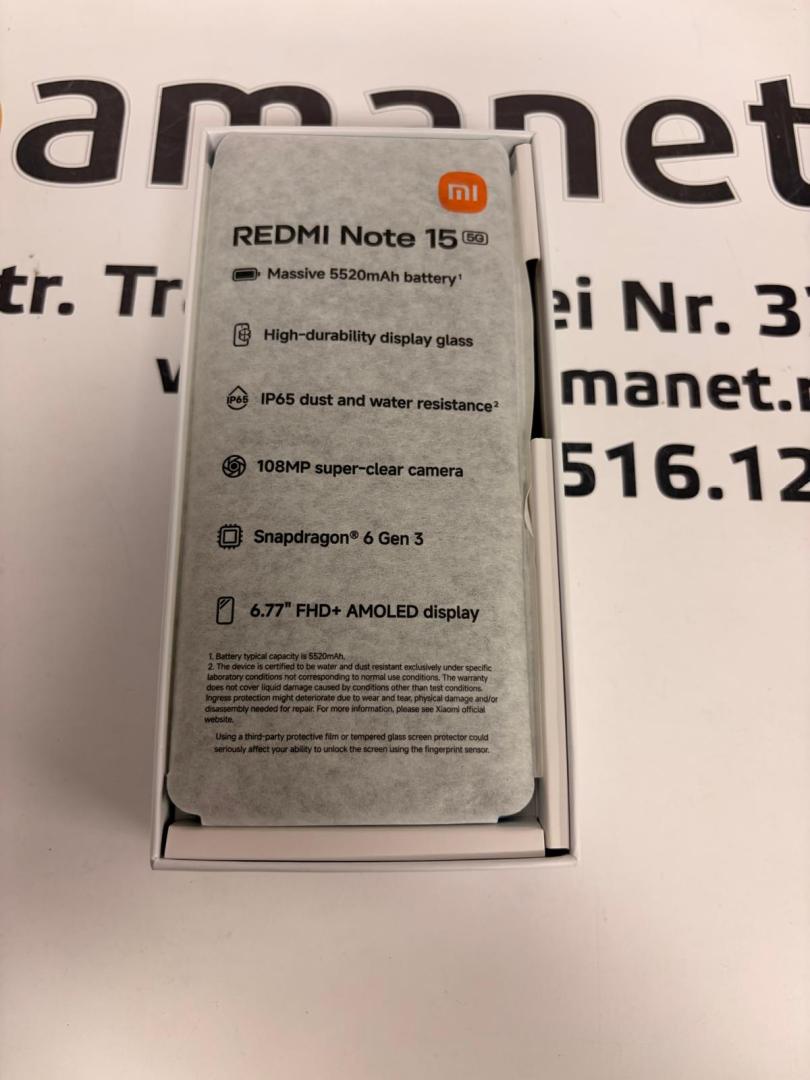 amanet
tr.
Nr. 3
manet.
516.12
mi
REDMI Note 15 5G
Massive 5520mAh battery¹
High-durability display glass
IP65
IP65 dust and water resistance²
108MP super-clear camera
Snapdragon® 6 Gen 3
6.77" FHD+ AMOLED display
1. Battery typical capacity is 5520mAh.
2. The device is certified to be water and dust resistant exclusively under specific
laboratory conditions not corresponding to normal use conditions. The warranty
does not cover liquid damage caused by conditions other than test conditions.
Ingress protection might deteriorate due to wear and tear, physical damage and/or
disassembly needed for repair. For more information, please see Xiaomi official
website.
Using a third-party protective film or tempered glass screen protector could
seriously affect your ability to unlock the screen using the fingerprint sensor.